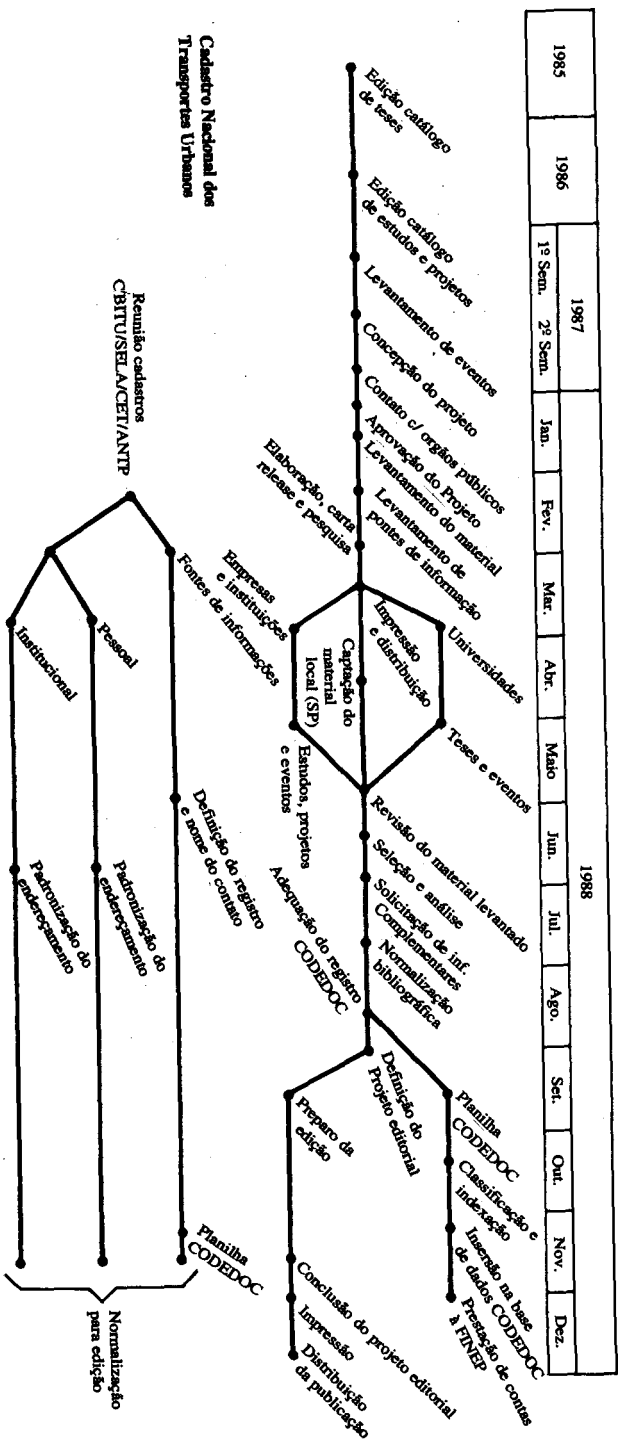 1985
1986
1987
1988
1º Sem.
2º Sem.
Jan.
Fev.
Mar.
Abr.
Maio
Jun.
Jul.
Ago.
Set.
Out.
Nov.
Dez.
Edição catálogo
de teses
Edição catálogo
de estudos e projetos
Levantamento de eventos
Concepção do projeto
Contato c/ orgãos públicos
Aprovação do Projeto
Levantamento do material
Levantamento de
pontes de informação
Elaboração, carta
release e pesquisa
Universidades
Teses e eventos
Impressão
e distribuição
Captação do
material
local (SP)
Empresas
e instituições
Estudos, projetos
e eventos
Revisão do material levantado
Seleção e análise
Solicitação de inf.
Complementares
Normalização
bibliográfica
Adequação do registro
CODEDOC
Planilha
CODEDOC
Classificação e
indexação
Insersão na base
de dados CODEDOC
Prestação de contas
à FINEP
Definição do
Projeto editorial
Preparo da
edição
Conclusão do projeto editorial
Impressão
Distribuição
da publicação
Cadastro Nacional dos
Transportes Urbanos
Reunião cadastros
CBITU/SELA/CET/ANTP
Fontes de informações
Definição do registro
e nome do contato
Planilha
CODEDOC
Pessoal
Padronização do
endereçamento
Institucional
Padronização do
endereçamento
Normalização
para edição